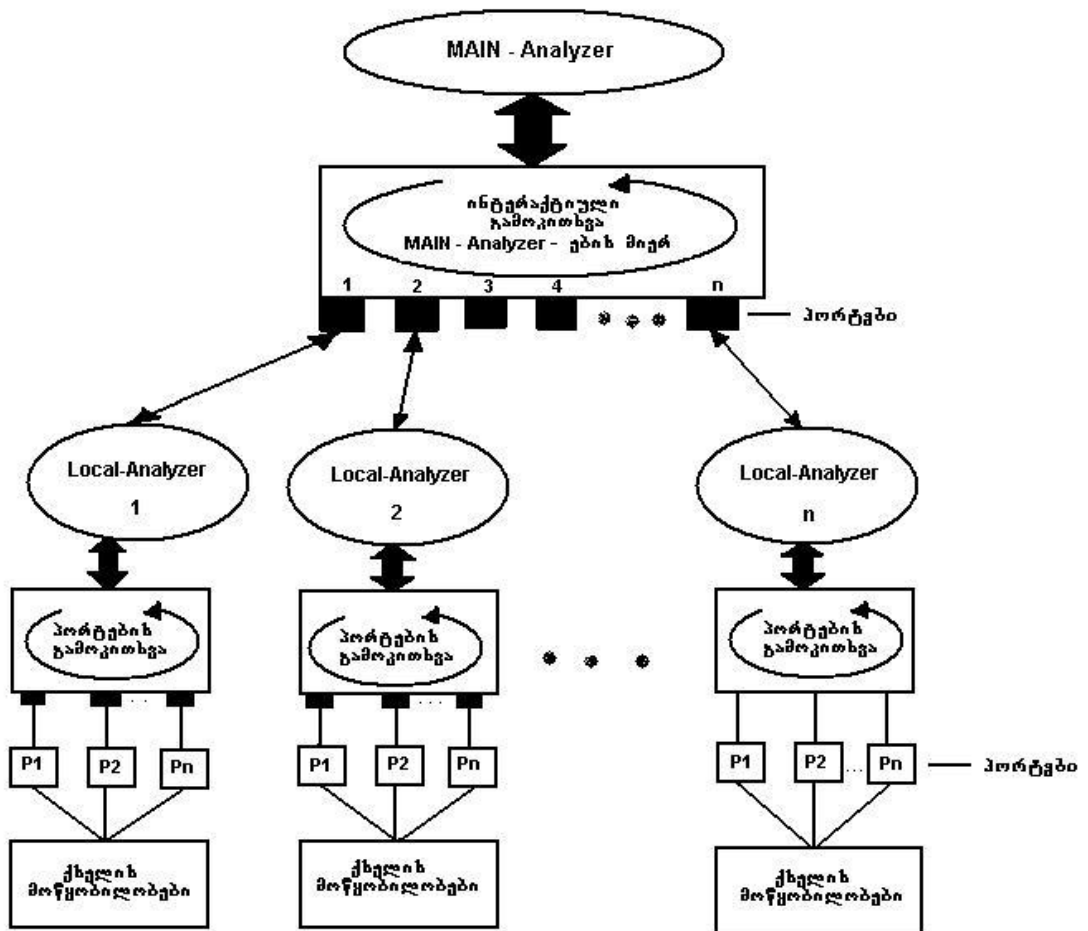 MAIN - Analyzer
ინტერაქტიული
გამოკითხვა
MAIN - Analyzer - ების მიერ
1 2 3 4 n
პორტები
Local-Analyzer
1
Local-Analyzer
2
Local-Analyzer
n
პორტების
გამოკითხვა
პორტების
გამოკითხვა
პორტების
გამოკითხვა
P1 P2 Pn
P1 P2 Pn
P1 P2 Pn
პორტები
ქსელის
მოწყობილობები
ქსელის
მოწყობილობები
ქსელის
მოწყობილობები